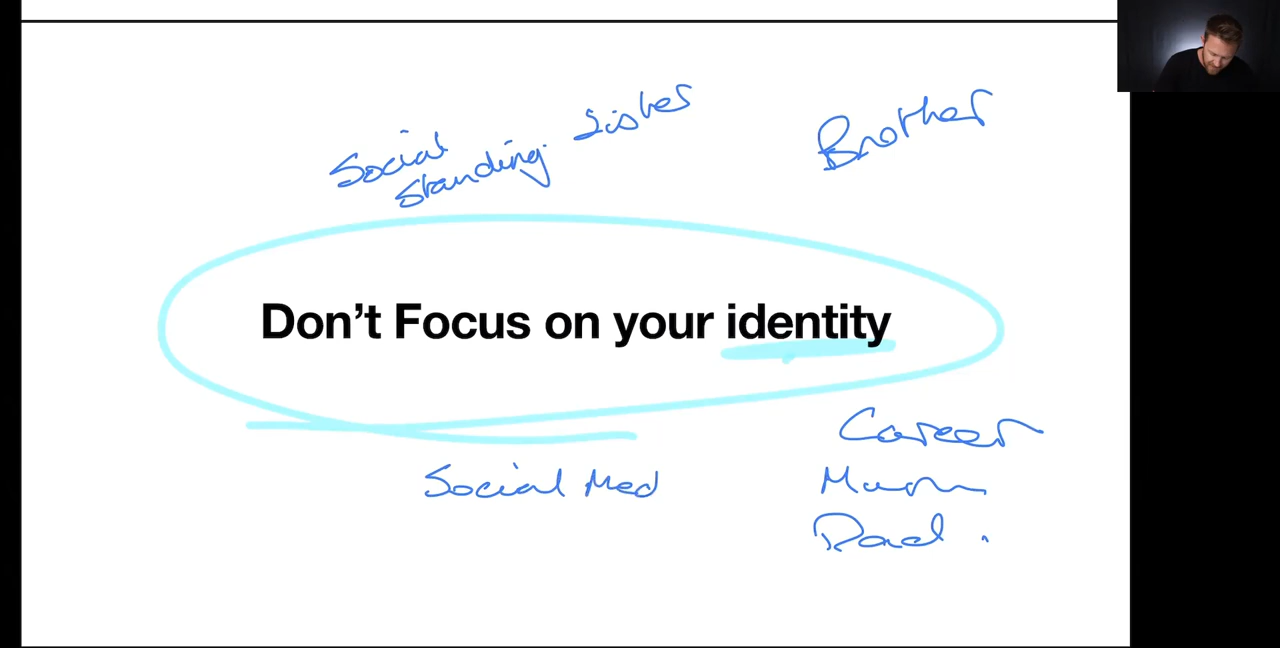 Social
Standing.
Sister
Brother
Don’t Focus on your identity
Career
Social Med
Mum
Dad